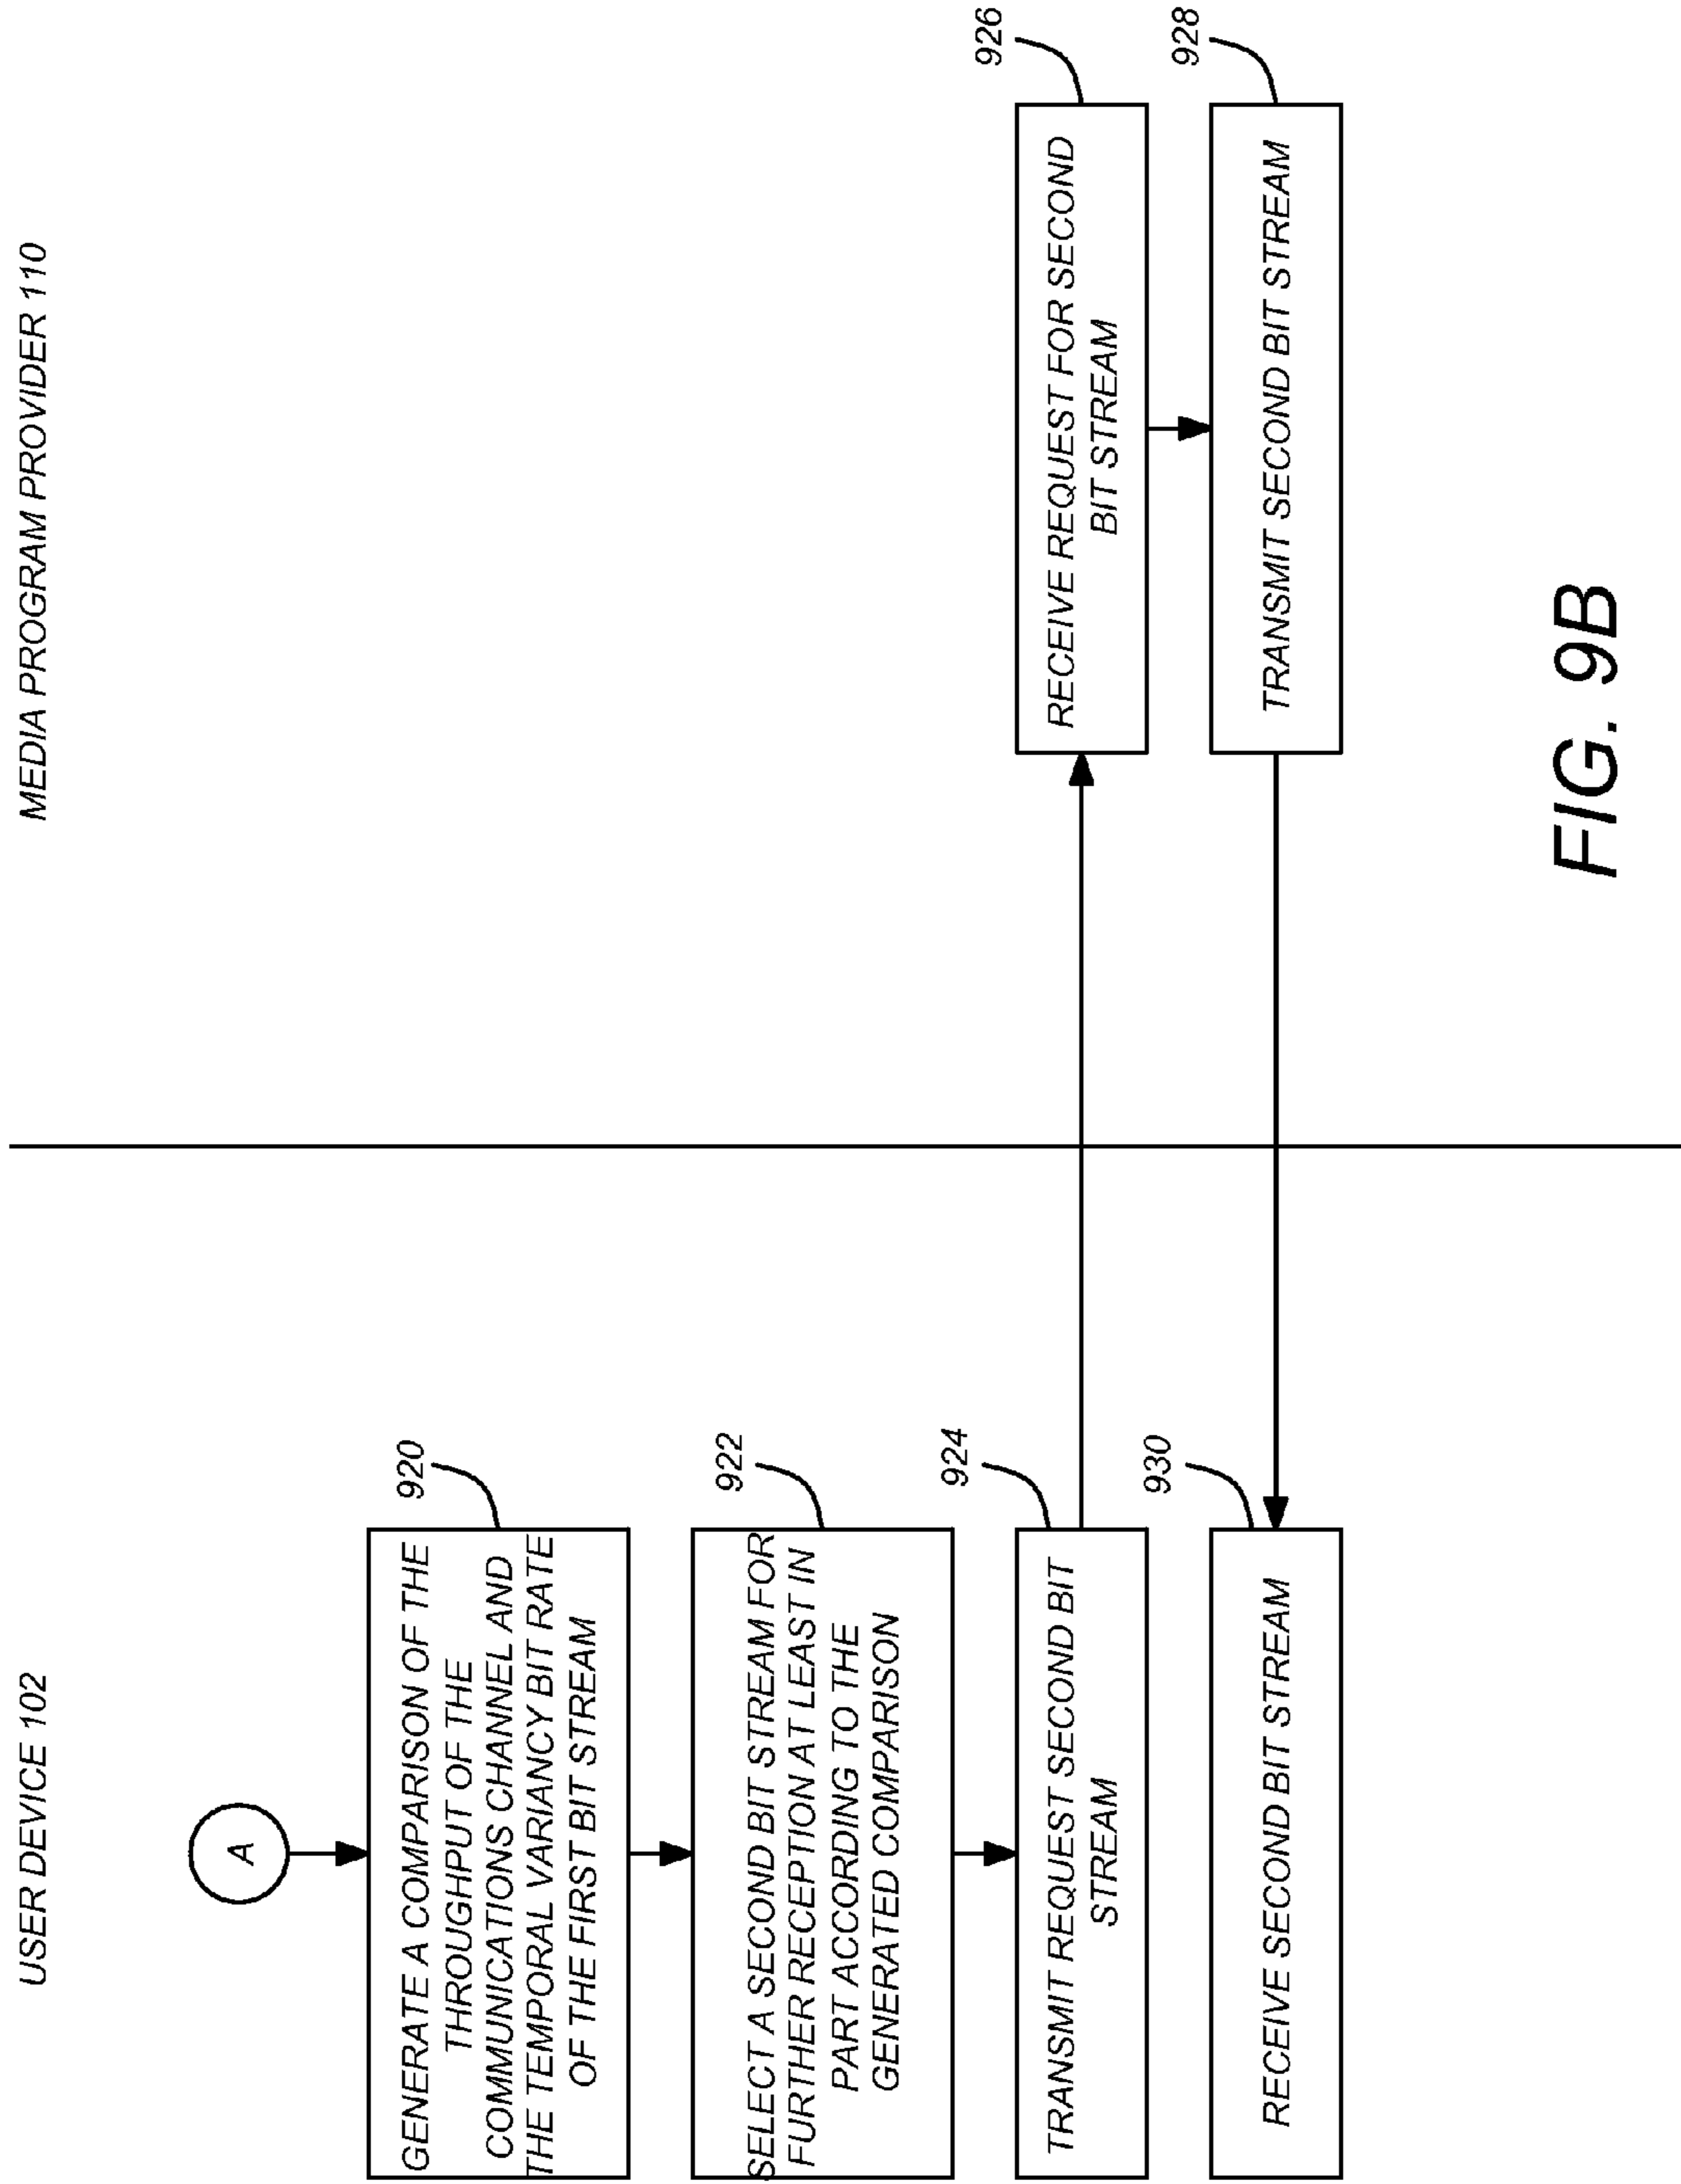 USER DEVICE 102
MEDIA PROGRAM PROVIDER 110
A
920
GENERATE A COMPARISON OF THE
THROUGHPUT OF THE
COMMUNICATIONS CHANNEL AND
THE TEMPORAL VARIANCY BIT RATE
OF THE FIRST BIT STREAM
922
SELECT A SECOND BIT STREAM FOR
FURTHER RECEPTION AT LEAST IN
PART ACCORDING TO THE
GENERATED COMPARISON
924
TRANSMIT REQUEST SECOND BIT
STREAM
926
RECEIVE REQUEST FOR SECOND
BIT STREAM
930
RECEIVE SECOND BIT STREAM
928
TRANSMIT SECOND BIT STREAM
FIG. 9B